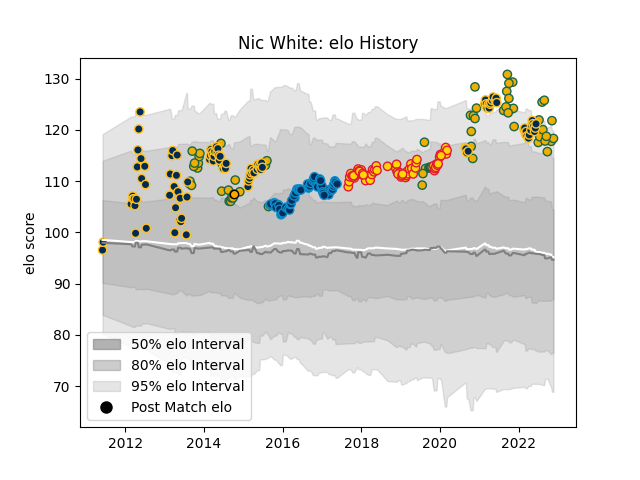 Nic White: elo History
elo score
130
120
110
100
90
80
70
50% elo Interval
80% elo Interval
95% elo Interval
Post Match elo
2012 2014 2016 2018 2020 2022